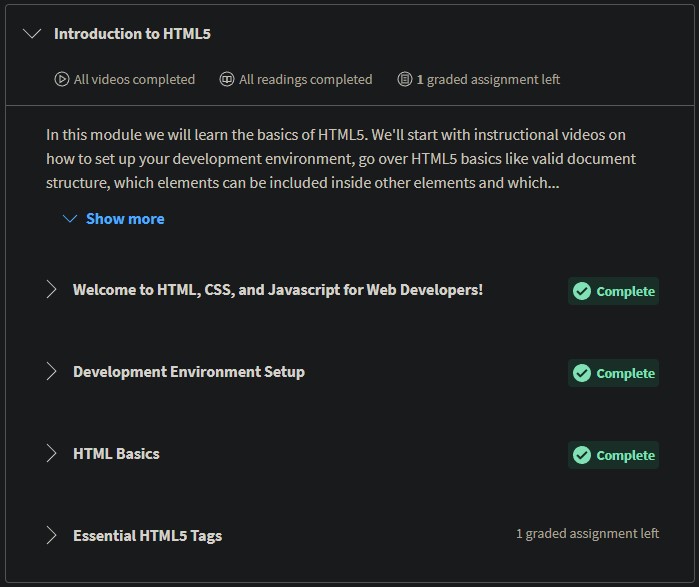 Introduction to HTML5
All videos completed
All readings completed
1 graded assignment left
In this module we will learn the basics of HTML5. We'll start with instructional videos on
how to set up your development environment, go over HTML5 basics like valid document
structure, which elements can be included inside other elements and which...
Show more
Welcome to HTML, CSS, and Javascript for Web Developers!
Complete
Development Environment Setup
Complete
HTML Basics
Complete
Essential HTML5 Tags
1 graded assignment left